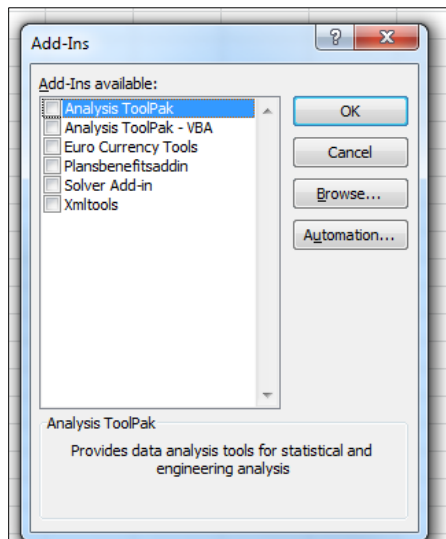 Add-Ins
?
Add-Ins available:
Analysis ToolPak
Analysis ToolPak - VBA
Euro Currency Tools
Plansbenefitsaddin
Solver Add-in
Xmltools
OK
Cancel
Browse...
Automation...
Analysis ToolPak
Provides data analysis tools for statistical and
engineering analysis